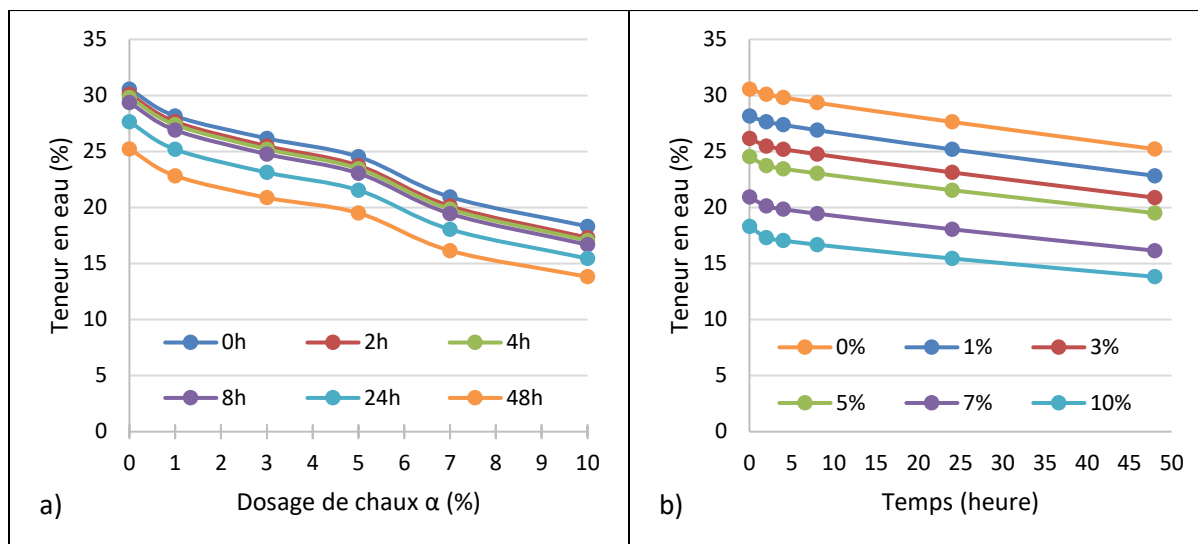 35
30
25
20
15
10
5
0
Teneur en eau (%)
0h 2h 4h
8h 24h 48h
0 1 2 3 4 5 6 7 8 9 10
Dosage de chaux α (%)
a)
35
30
25
20
15
10
5
0
Teneur en eau (%)
0% 1% 3%
5% 7% 10%
0 5 10 15 20 25 30 35 40 45 50
Temps (heure)
b)